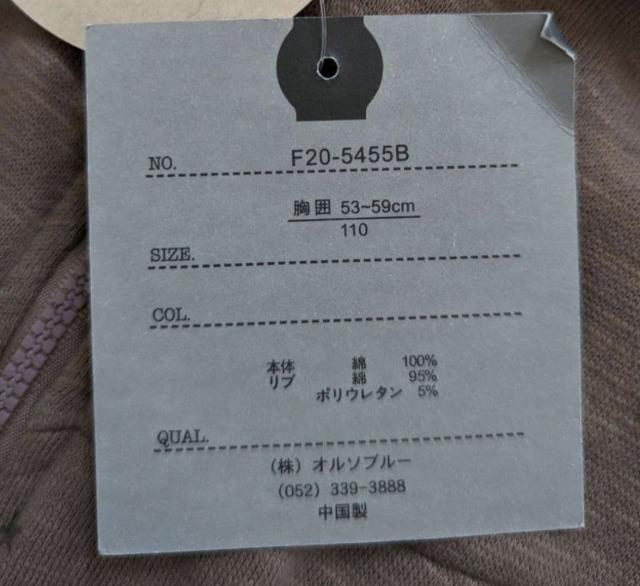 NO. F20-5455B
胸囲 53~59cm
110
SIZE.
COL.
本体 綿 100%
リブ 綿 95%
ポリウレタン 5%
QUAL.
(株) オルソブルー
(052) 339-3888
中国製